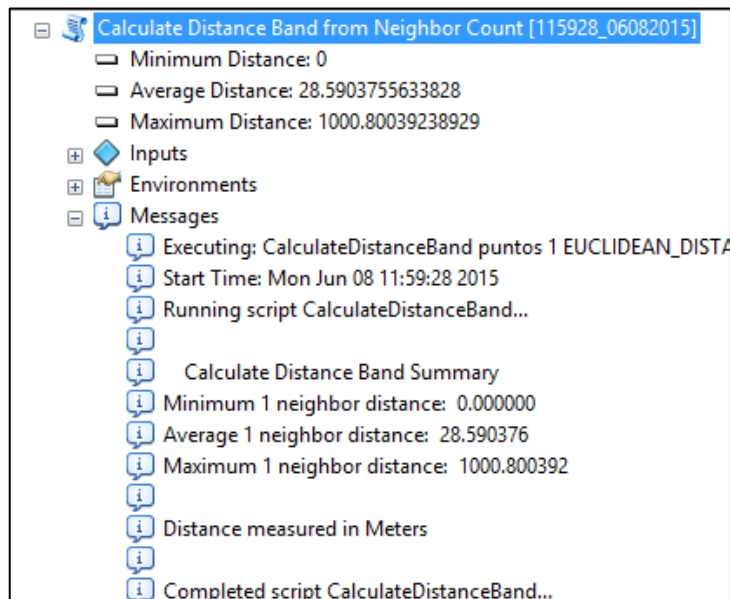 Calculate Distance Band from Neighbor Count [115928_06082015]
Minimum Distance: 0
Average Distance: 28.5903755633828
Maximum Distance: 1000.80039238929
Inputs
Environments
Messages
Executing: CalculateDistanceBand puntos 1 EUCLIDEAN_DISTA
Start Time: Mon Jun 08 11:59:28 2015
Running script CalculateDistanceBand...
Calculate Distance Band Summary
Minimum 1 neighbor distance: 0.000000
Average 1 neighbor distance: 28.590376
Maximum 1 neighbor distance: 1000.800392
Distance measured in Meters
Completed script CalculateDistanceBand...